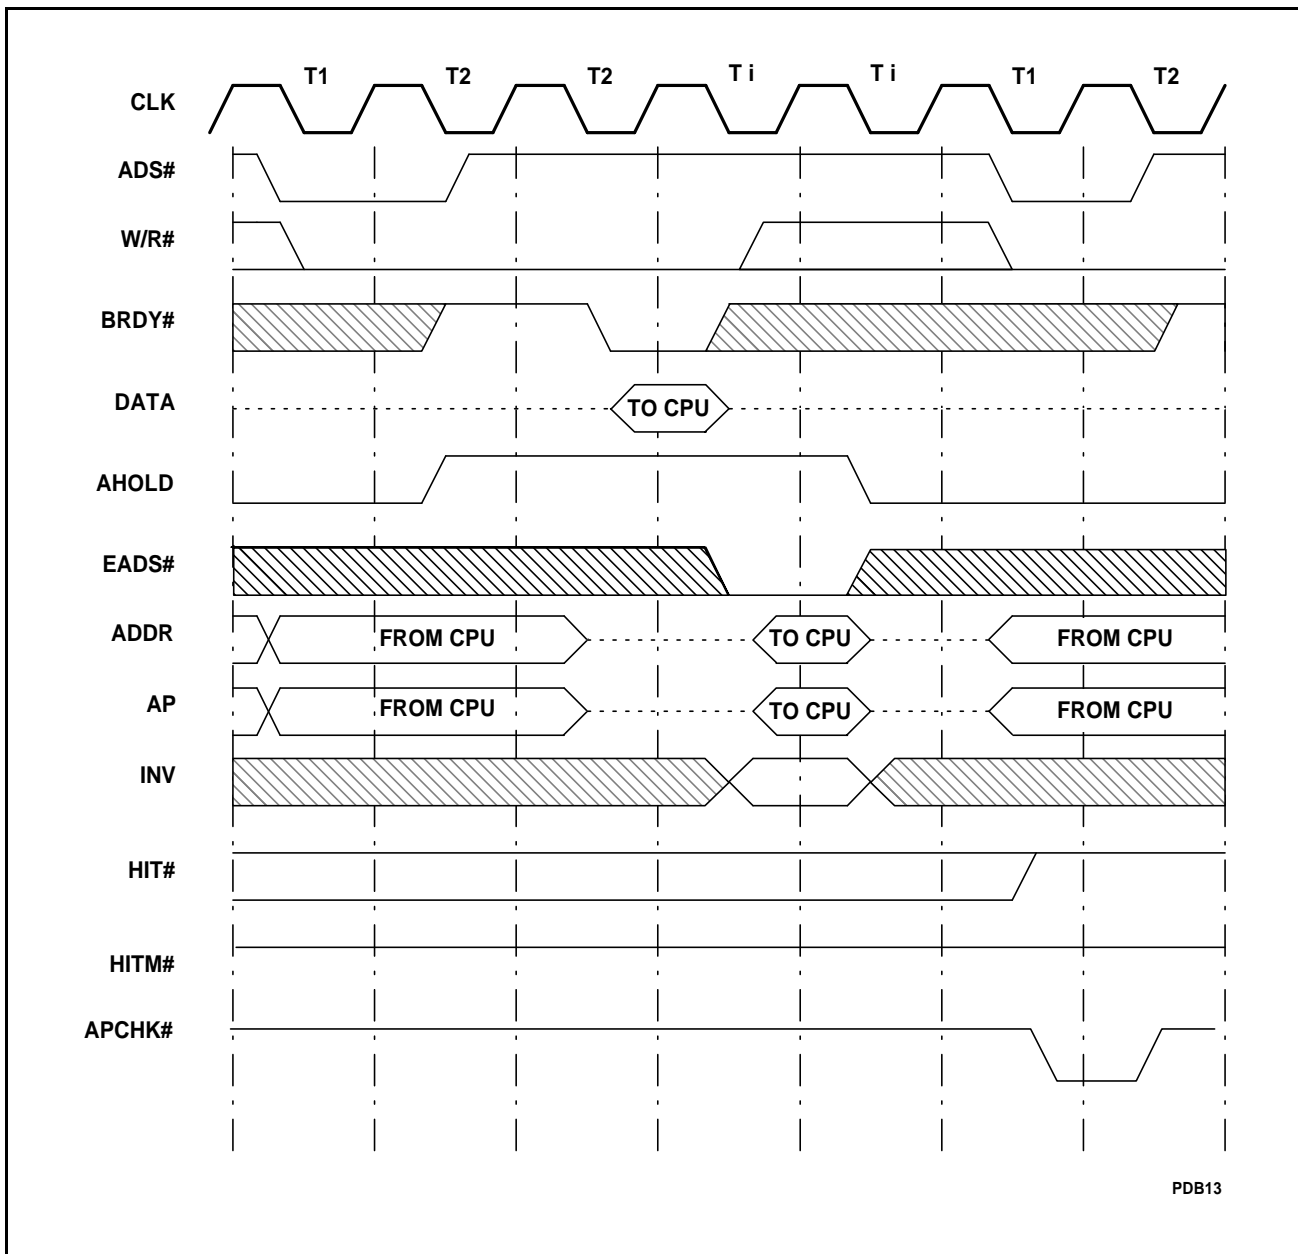 T1 T2 T2 T i T i T1 T2
CLK
ADS#
W/R#
BRDY#
DATA TO CPU
AHOLD
EADS#
ADDR FROM CPU TO CPU FROM CPU
AP FROM CPU TO CPU FROM CPU
INV
HIT#
HITM#
APCHK#
PDB13